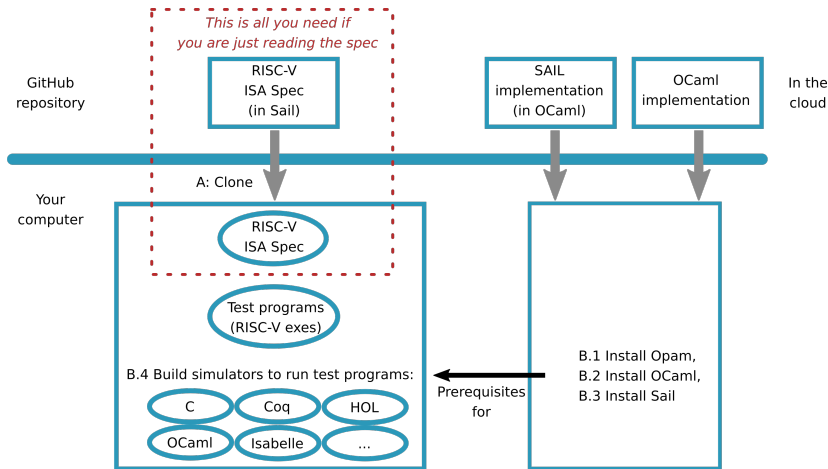 This is all you need if
you are just reading the spec
GitHub
repository
RISC-V
ISA Spec
(in Sail)
SAIL
implementation
(in OCaml)
OCaml
implementation
In the
cloud
A: Clone
Your
computer
RISC-V
ISA Spec
Test programs
(RISC-V exes)
B.4 Build simulators to run test programs:
C
Coq
HOL
OCaml
Isabelle
...
Prerequisites
for
B.1 Install Opam,
B.2 Install OCaml,
B.3 Install Sail